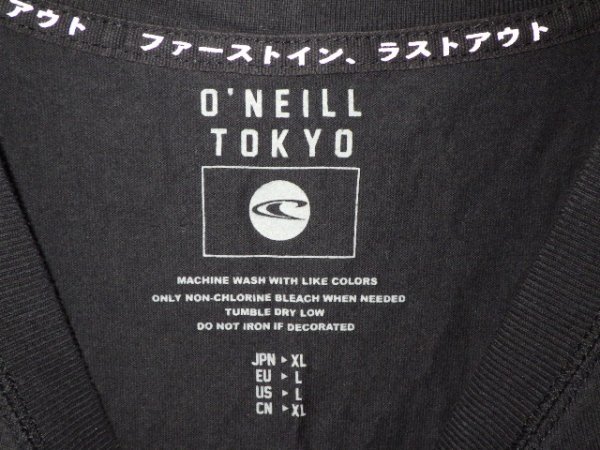 アウト ファーストイン、ラストアウト
O'NEILL
TOKYO
MACHINE WASH WITH LIKE COLORS
ONLY NON-CHLORINE BLEACH WHEN NEEDED
TUMBLE DRY LOW
DO NOT IRON IF DECORATED
JPN ▸ XL
EU ▸ L
US ▸ L
CN ▸ XL